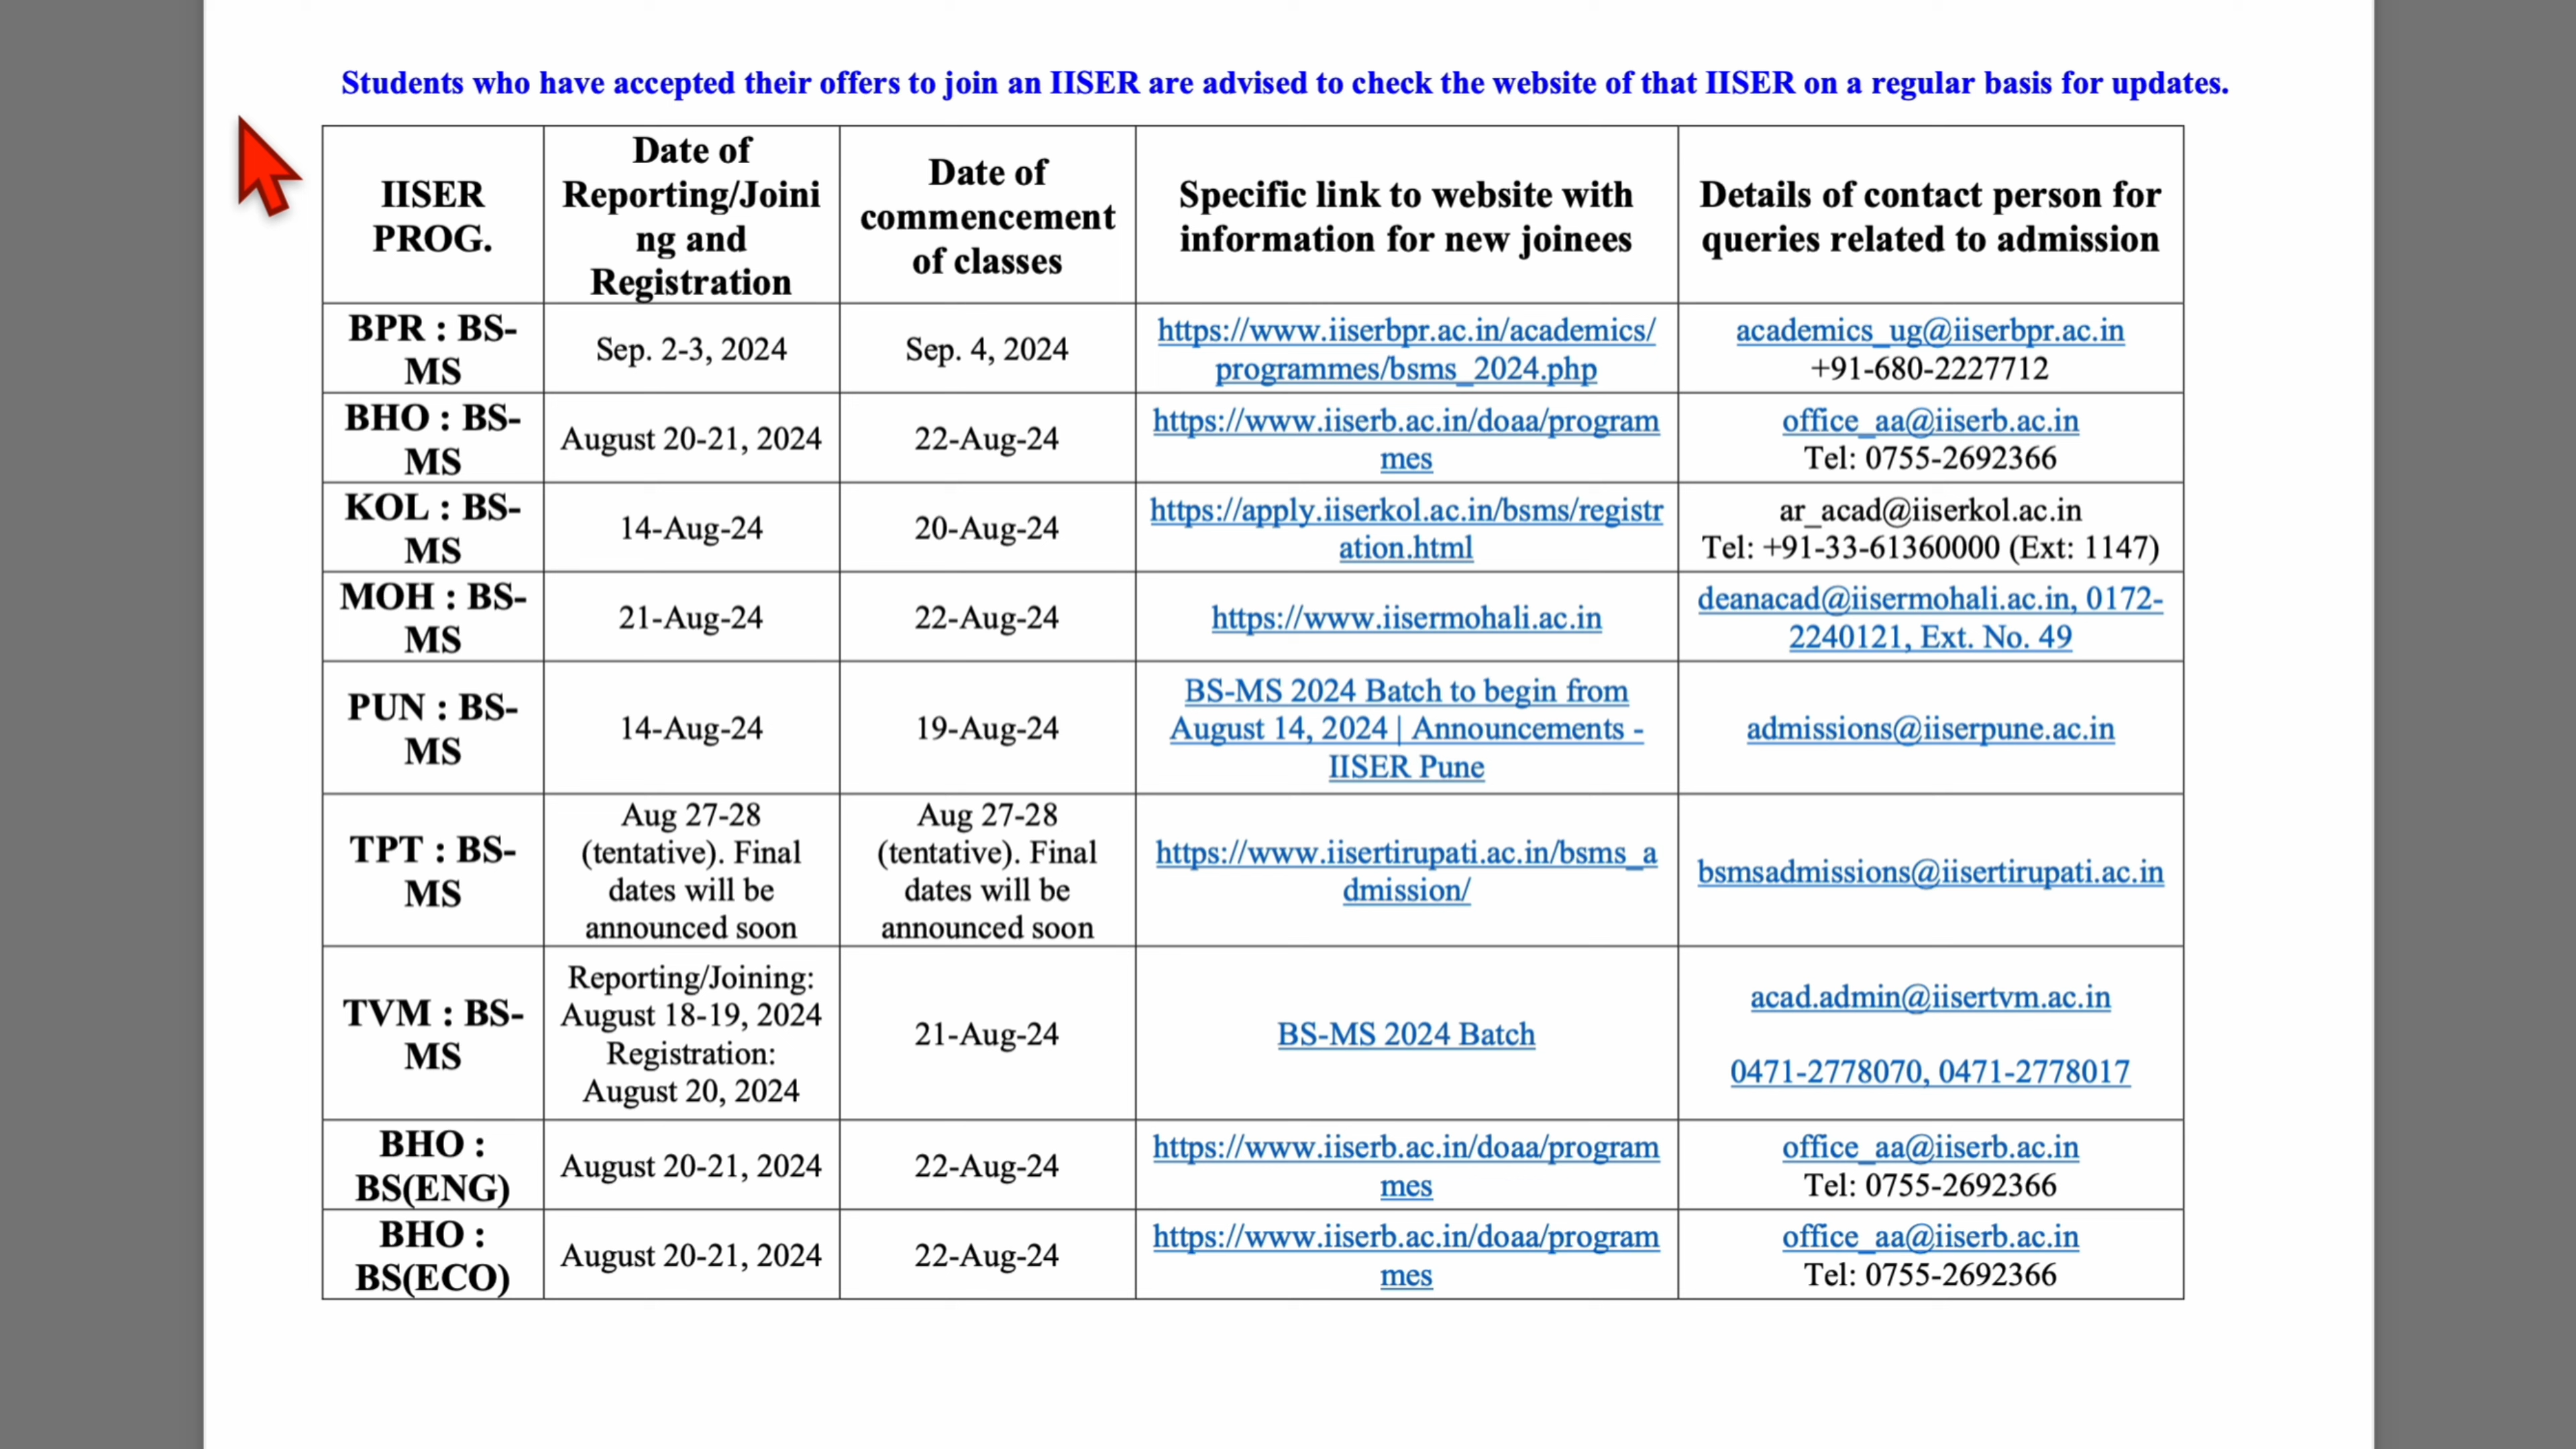 Students who have accepted their offers to join an IISER are advised to check the website of that IISER on a regular basis for updates.
IISER
PROG.
Date of
Reporting/Joini
ng and
Registration
Date of
commencement
of classes
Specific link to website with
information for new joinees
Details of contact person for
queries related to admission
BPR : BS-
MS
Sep. 2-3, 2024
Sep. 4, 2024
https://www.iiserbpr.ac.in/academics/
programmes/bsms_2024.php
academics_ug@iiserbpr.ac.in
+91-680-2227712
BHO : BS-
MS
August 20-21, 2024
22-Aug-24
https://www.iiserb.ac.in/doaa/program
mes
office_aa@iiserb.ac.in
Tel: 0755-2692366
KOL : BS-
MS
14-Aug-24
20-Aug-24
https://apply.iiserkol.ac.in/bsms/registr
ation.html
ar_acad@iiserkol.ac.in
Tel: +91-33-61360000 (Ext: 1147)
MOH : BS-
MS
21-Aug-24
22-Aug-24
https://www.iisermohali.ac.in
deanacad@iisermohali.ac.in, 0172-
2240121, Ext. No. 49
PUN : BS-
MS
14-Aug-24
19-Aug-24
BS-MS 2024 Batch to begin from
August 14, 2024 | Announcements -
IISER Pune
admissions@iiserpune.ac.in
TPT : BS-
MS
Aug 27-28
(tentative). Final
dates will be
announced soon
Aug 27-28
(tentative). Final
dates will be
announced soon
https://www.iisertirupati.ac.in/bsms_a
dmission/
bsmsadmissions@iisertirupati.ac.in
TVM : BS-
MS
Reporting/Joining:
August 18-19, 2024
Registration:
August 20, 2024
21-Aug-24
BS-MS 2024 Batch
acad.admin@iisertvm.ac.in
0471-2778070, 0471-2778017
BHO :
BS(ENG)
August 20-21, 2024
22-Aug-24
https://www.iiserb.ac.in/doaa/program
mes
office_aa@iiserb.ac.in
Tel: 0755-2692366
BHO :
BS(ECO)
August 20-21, 2024
22-Aug-24
https://www.iiserb.ac.in/doaa/program
mes
office_aa@iiserb.ac.in
Tel: 0755-2692366